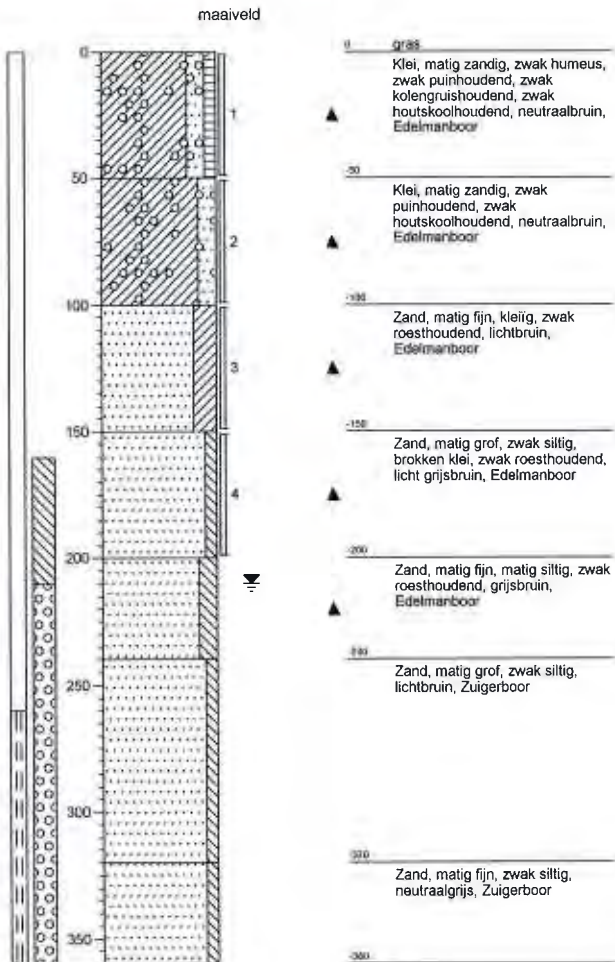 maaiveld
0
50
100
150
200
250
300
350
1
2
3
4
0 gras
Klei, matig zandig, zwak humeus,
zwak puinhoudend, zwak
kolengruishoudend, zwak
houtskoolhoudend, neutraalbruin,
Edelmanboor
-50
Klei, matig zandig, zwak
puinhoudend, zwak
houtskoolhoudend, neutraalbruin,
Edelmanboor
-100
Zand, matig fijn, kleiïg, zwak
roesthoudend, lichtbruin,
Edelmanboor
-150
Zand, matig grof, zwak siltig,
brokken klei, zwak roesthoudend,
licht grijsbruin, Edelmanboor
-200
Zand, matig fijn, matig siltig, zwak
roesthoudend, grijsbruin,
Edelmanboor
-240
Zand, matig grof, zwak siltig,
lichtbruin, Zuigerboor
-320
Zand, matig fijn, zwak siltig,
neutraalgrijs, Zuigerboor
-360